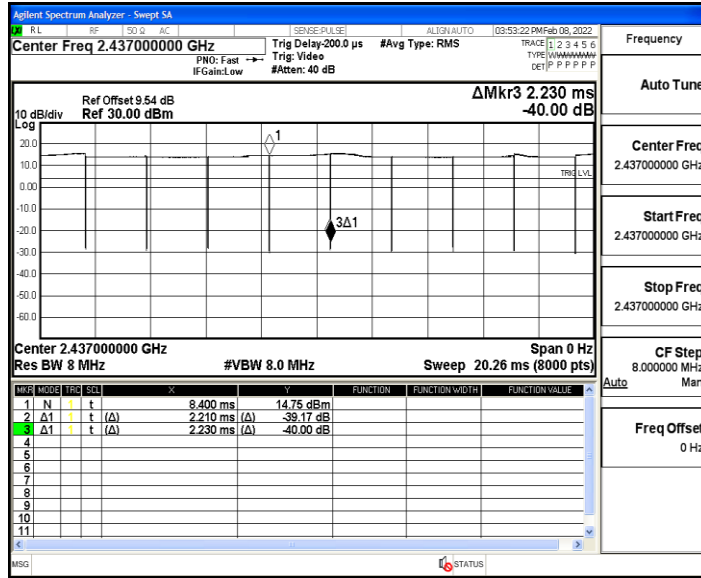 Agilent Spectrum Analyzer - Swept SA
LXI RL RF 50 Ω AC SENSE:PULSE ALIGN AUTO 03:53:22 PM Feb 08, 2022
Center Freq 2.437000000 GHz
PNO: Fast
IFGain:Low
Trig Delay-200.0 µs
Trig: Video
#Atten: 40 dB
#Avg Type: RMS
TRACE 1 2 3 4 5 6
TYPE WWWWWW
DET P P P P P P
Ref Offset 9.54 dB
10 dB/div Ref 30.00 dBm
Log
ΔMkr3 2.230 ms
-40.00 dB
20.0
10.0
0.00
-10.0
-20.0
-30.0
-40.0
-50.0
-60.0
1
TRIG LVL
3Δ1
Center 2.437000000 GHz Span 0 Hz
Res BW 8 MHz #VBW 8.0 MHz Sweep 20.26 ms (8000 pts)
MKR MODE TRC SCL X Y FUNCTION FUNCTION WIDTH FUNCTION VALUE
1 N 1 t 8.400 ms 14.75 dBm
2 Δ1 1 t (Δ) 2.210 ms (Δ) -39.17 dB
3 Δ1 1 t (Δ) 2.230 ms (Δ) -40.00 dB
4
5
6
7
8
9
10
11
MSG STATUS
Frequency
Auto Tune
Center Freq
2.437000000 GHz
Start Freq
2.437000000 GHz
Stop Freq
2.437000000 GHz
CF Step
8.000000 MHz
Auto Man
Freq Offset
0 Hz